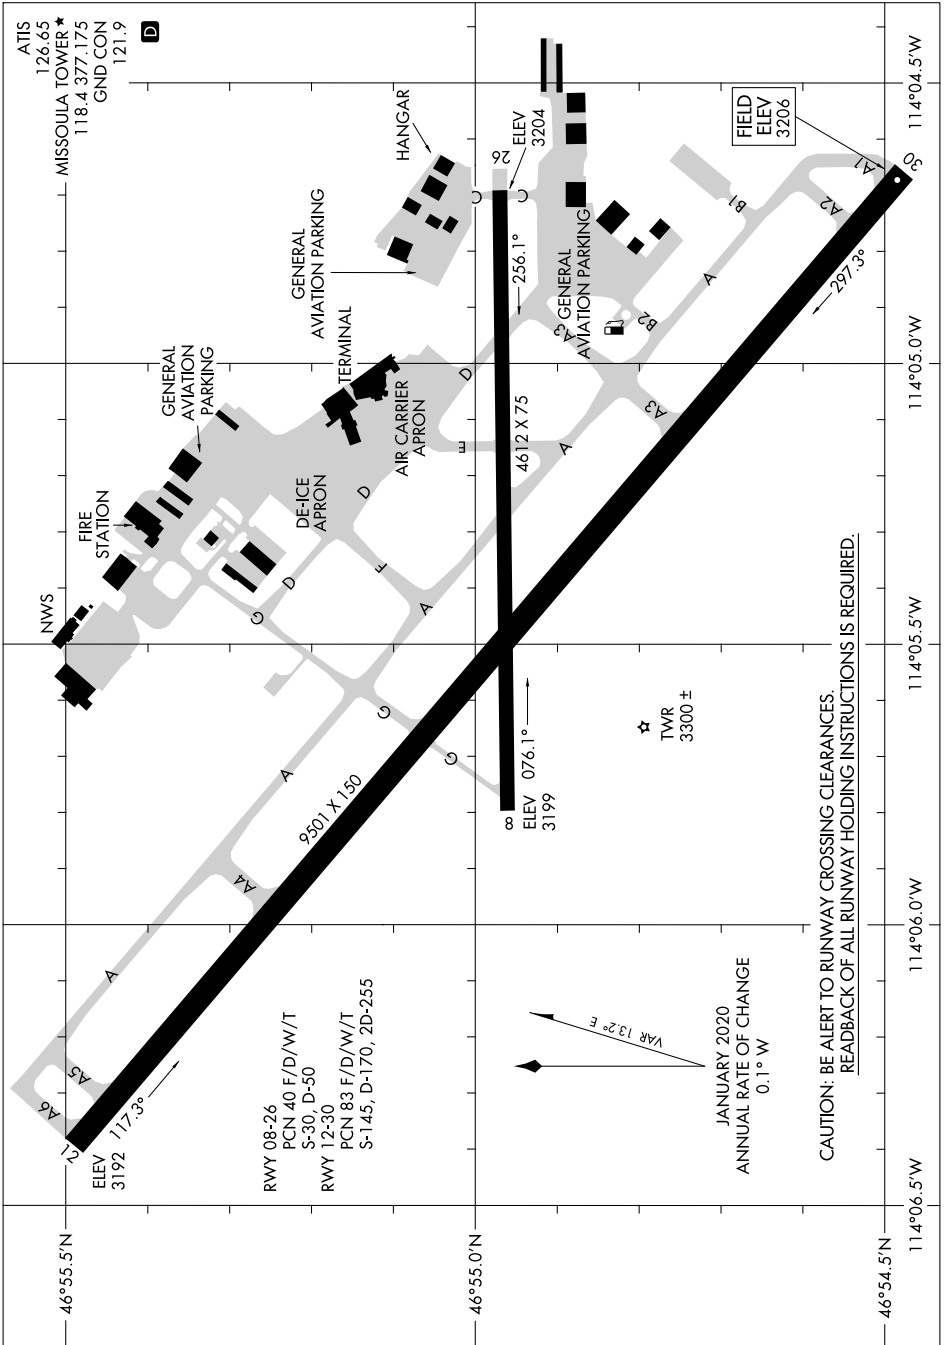 ATIS
126.65
MISSOULA TOWER★
118.4 377.175
GND CON
121.9
D
HANGAR
GENERAL
AVIATION PARKING
TERMINAL
GENERAL
AVIATION
PARKING
FIRE
STATION
NWS
AIR CARRIER
APRON
DE-ICE
APRON
26
ELEV
3204
C
C
256.1°
GENERAL
AVIATION PARKING
FIELD
ELEV
3206
30
A1
A2
B1
A
B2
A3
297.3°
D
E
4612 X 75
A
A3
D
F
A
D
G
G
G
A
9501 X 150
A4
A
A5
A6
12
117.3°
ELEV
3192
8
076.1°
ELEV
3199
TWR
3300 ±
RWY 08-26
PCN 40 F/D/W/T
S-30, D-50
RWY 12-30
PCN 83 F/D/W/T
S-145, D-170, 2D-255
VAR 13.2° E
JANUARY 2020
ANNUAL RATE OF CHANGE
0.1° W
CAUTION: BE ALERT TO RUNWAY CROSSING CLEARANCES.
READBACK OF ALL RUNWAY HOLDING INSTRUCTIONS IS REQUIRED.
46°55.5'N
46°55.0'N
46°54.5'N
114°06.5'W
114°06.0'W
114°05.5'W
114°05.0'W
114°04.5'W